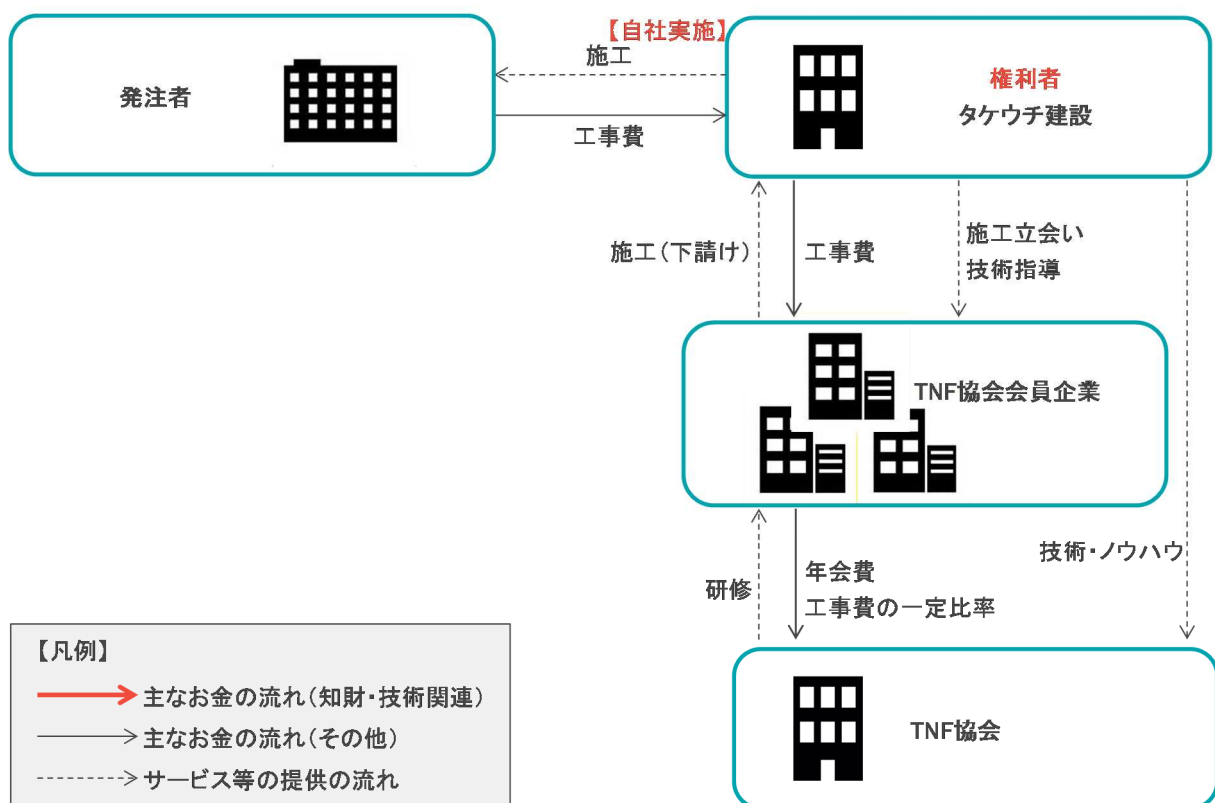 【自社実施】
施工
発注者
工事費
権利者
タケウチ建設
施工(下請け)
工事費
施工立会い
技術指導
TNF協会会員企業
研修
年会費
工事費の一定比率
技術・ノウハウ
TNF協会
【凡例】
主なお金の流れ(知財・技術関連)
主なお金の流れ(その他)
サービス等の提供の流れ